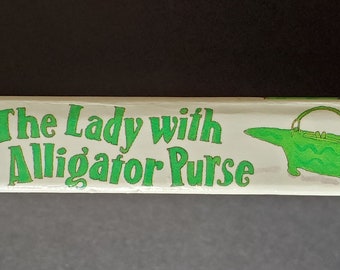 The Lady with
Alligator Purse